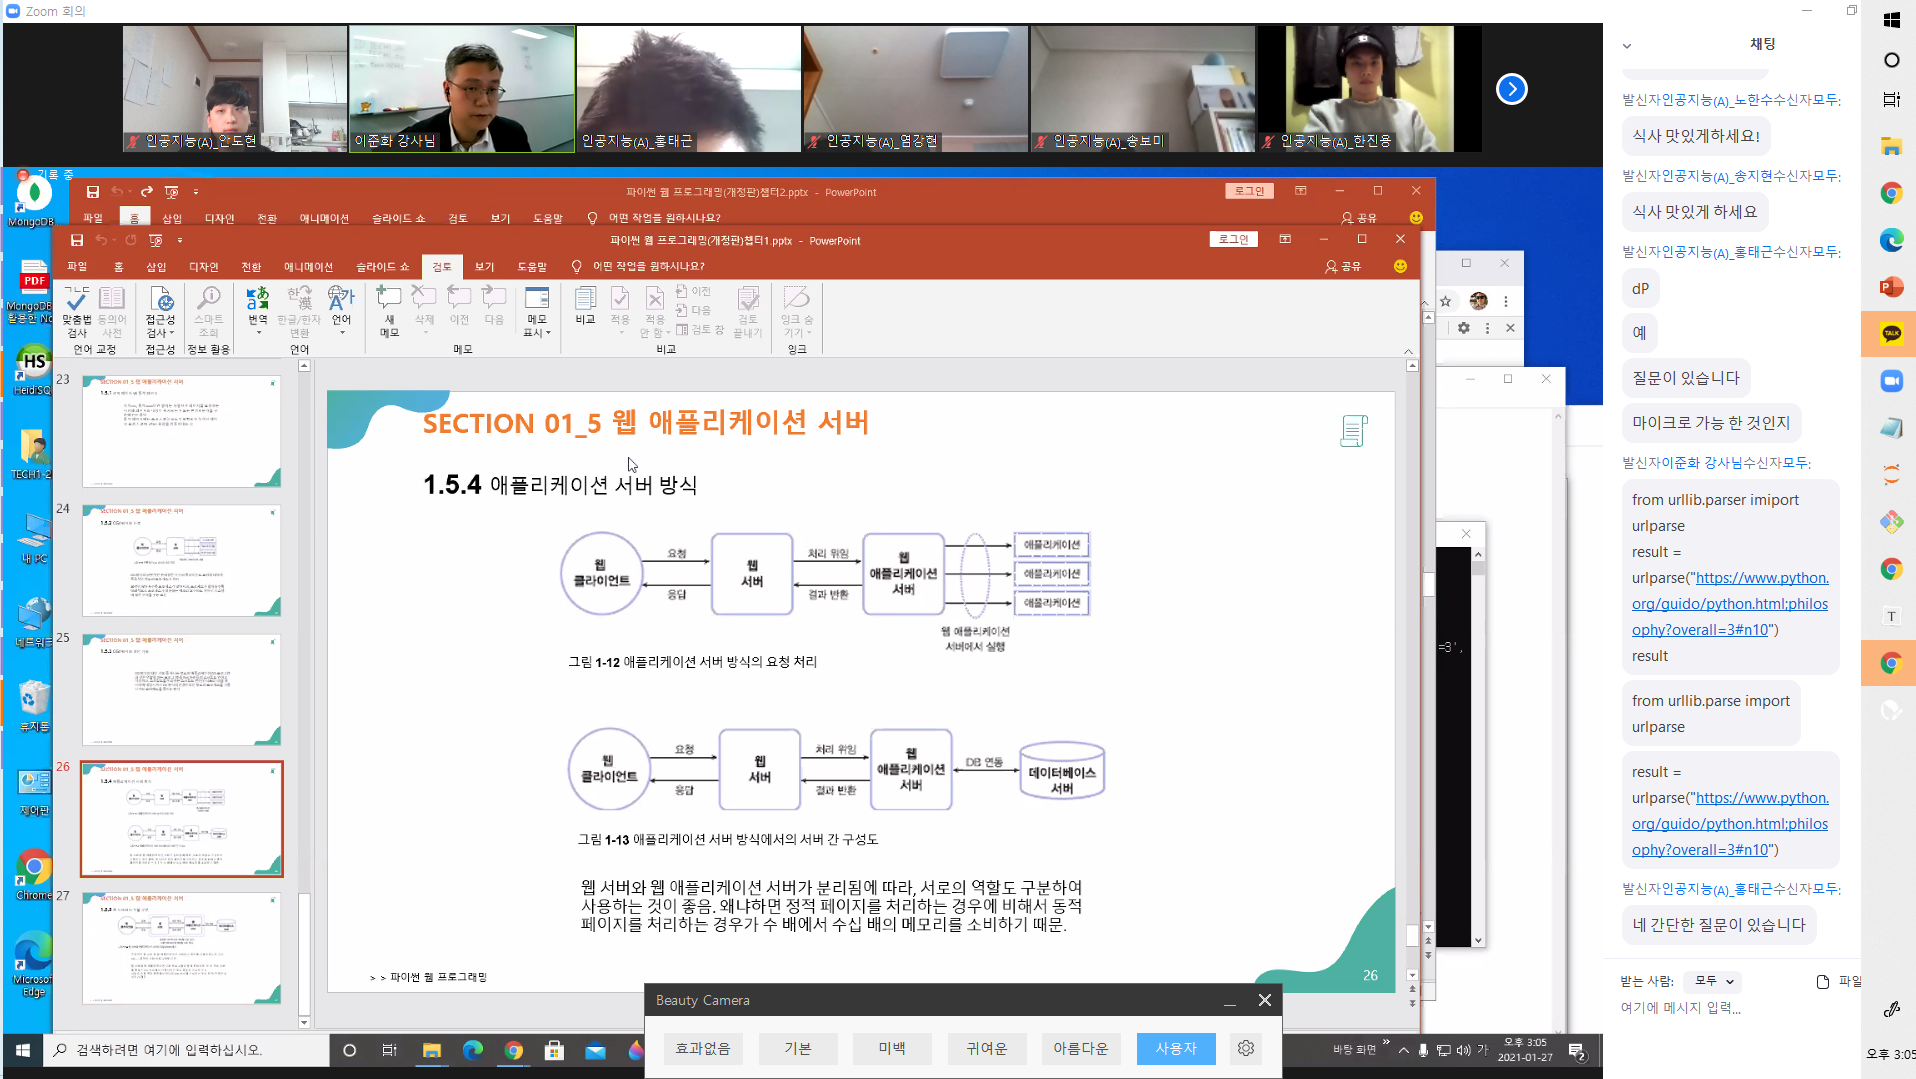 Zoom 회의
인공지능(A)_안도현
이준화 강사님
인공지능(A)_홍태근
인공지능(A)_염강현
인공지능(A)_송보미
인공지능(A)_한진용
기록 중
MongoDB
MongoDB
활용한 No
HeidiSQL
TECH1-2
내 PC
네트워크
휴지통
제어판
Chrome
Microsoft
Edge
파이썬 웹 프로그래밍(개정판)챕터2.pptx - PowerPoint
로그인
파일 홈 삽입 디자인 전환 애니메이션 슬라이드 쇼 검토 보기 도움말 어떤 작업을 원하시나요? 공유
파이썬 웹 프로그래밍(개정판)챕터1.pptx - PowerPoint
로그인
파일 홈 삽입 디자인 전환 애니메이션 슬라이드 쇼 검토 보기 도움말 어떤 작업을 원하시나요? 공유
맞춤법 검사
동의어 사전
접근성 검사
스마트 조회
번역
한글/한자 변환
언어
새 메모
삭제
이전
다음
메모 표시
비교
적용
적용 안 함
이전
다음
검토 창
검토 끝내기
잉크 숨기기
언어 교정
접근성
정보 활용
언어
메모
비교
잉크
23
24
25
26
27
SECTION 01_5 웹 애플리케이션 서버
1.5.4 애플리케이션 서버 방식
웹 클라이언트
요청
응답
웹 서버
처리 위임
결과 반환
웹 애플리케이션 서버
애플리케이션
애플리케이션
애플리케이션
웹 애플리케이션
서버에서 실행
그림 1-12 애플리케이션 서버 방식의 요청 처리
웹 클라이언트
요청
응답
웹 서버
처리 위임
결과 반환
웹 애플리케이션 서버
DB 연동
데이터베이스 서버
그림 1-13 애플리케이션 서버 방식에서의 서버 간 구성도
웹 서버와 웹 애플리케이션 서버가 분리됨에 따라, 서로의 역할도 구분하여
사용하는 것이 좋음. 왜냐하면 정적 페이지를 처리하는 경우에 비해서 동적
페이지를 처리하는 경우가 수 배에서 수십 배의 메모리를 소비하기 때문.
> > 파이썬 웹 프로그래밍
26
=3',
Beauty Camera
효과없음 기본 미백 귀여운 아름다운 사용자
검색하려면 여기에 입력하십시오.
바탕 화면
가
오후 3:05
2021-01-27
2
채팅
발신자인공지능(A)_노한수수신자모두:
식사 맛있게하세요!
발신자인공지능(A)_송지현수신자모두:
식사 맛있게 하세요
발신자인공지능(A)_홍태근수신자모두:
dP
예
질문이 있습니다
마이크로 가능 한 것인지
발신자이준화 강사님수신자모두:
from urllib.parser imiport
urlparse
result =
urlparse("https://www.python.
org/guido/python.html;philos
ophy?overall=3#n10")
result
from urllib.parse import
urlparse
result =
urlparse("https://www.python.
org/guido/python.html;philos
ophy?overall=3#n10")
발신자인공지능(A)_홍태근수신자모두:
네 간단한 질문이 있습니다
받는 사람: 모두
파일
여기에 메시지 입력...
TALK
T
오후 3:05